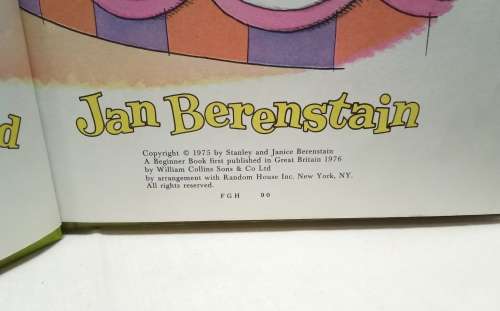 d
Jan Berenstain
Copyright © 1975 by Stanley and Janice Berenstain
A Beginner Book first published in Great Britain 1976
by William Collins Sons & Co Ltd
by arrangement with Random House Inc. New York, NY.
All rights reserved.
FGH 90